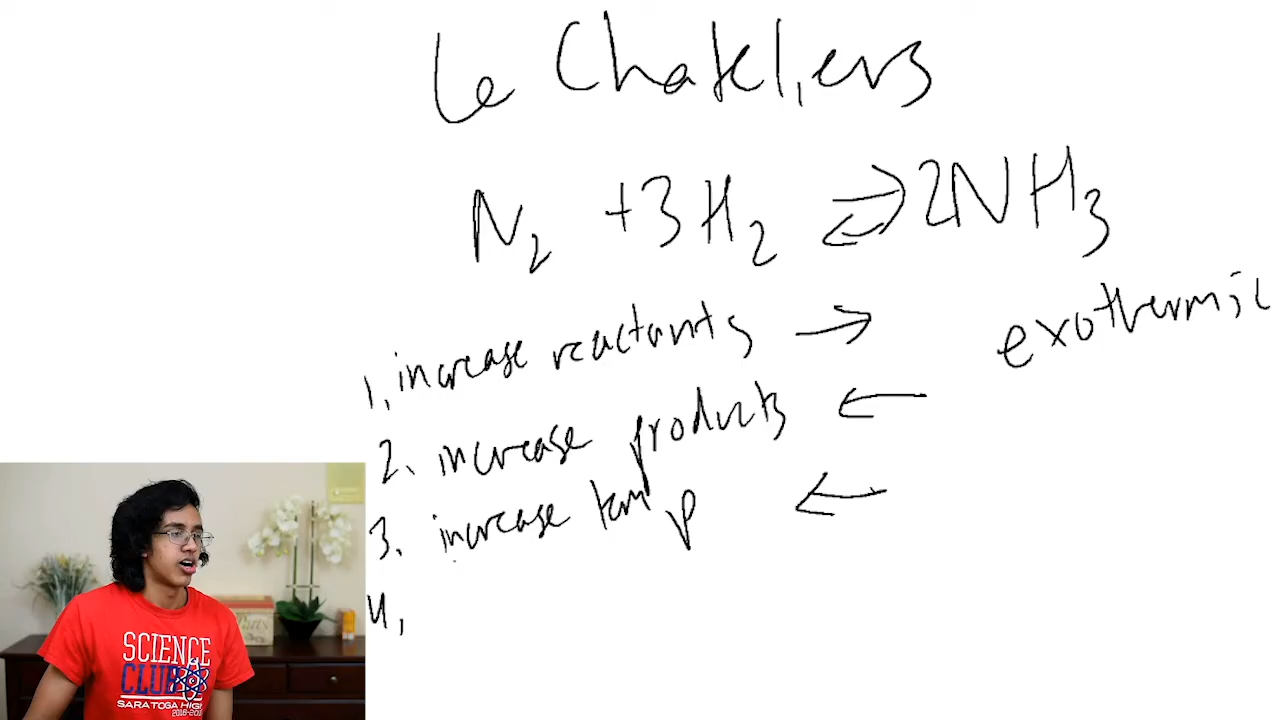 Le Chateliers
N₂ +3H₂ ⇌ 2NH₃
1. increase reactants →
exothermic
2. increase products ←
3. increase temp ←
4.
SCIENCE
CLUB
SARATOGA HIGH